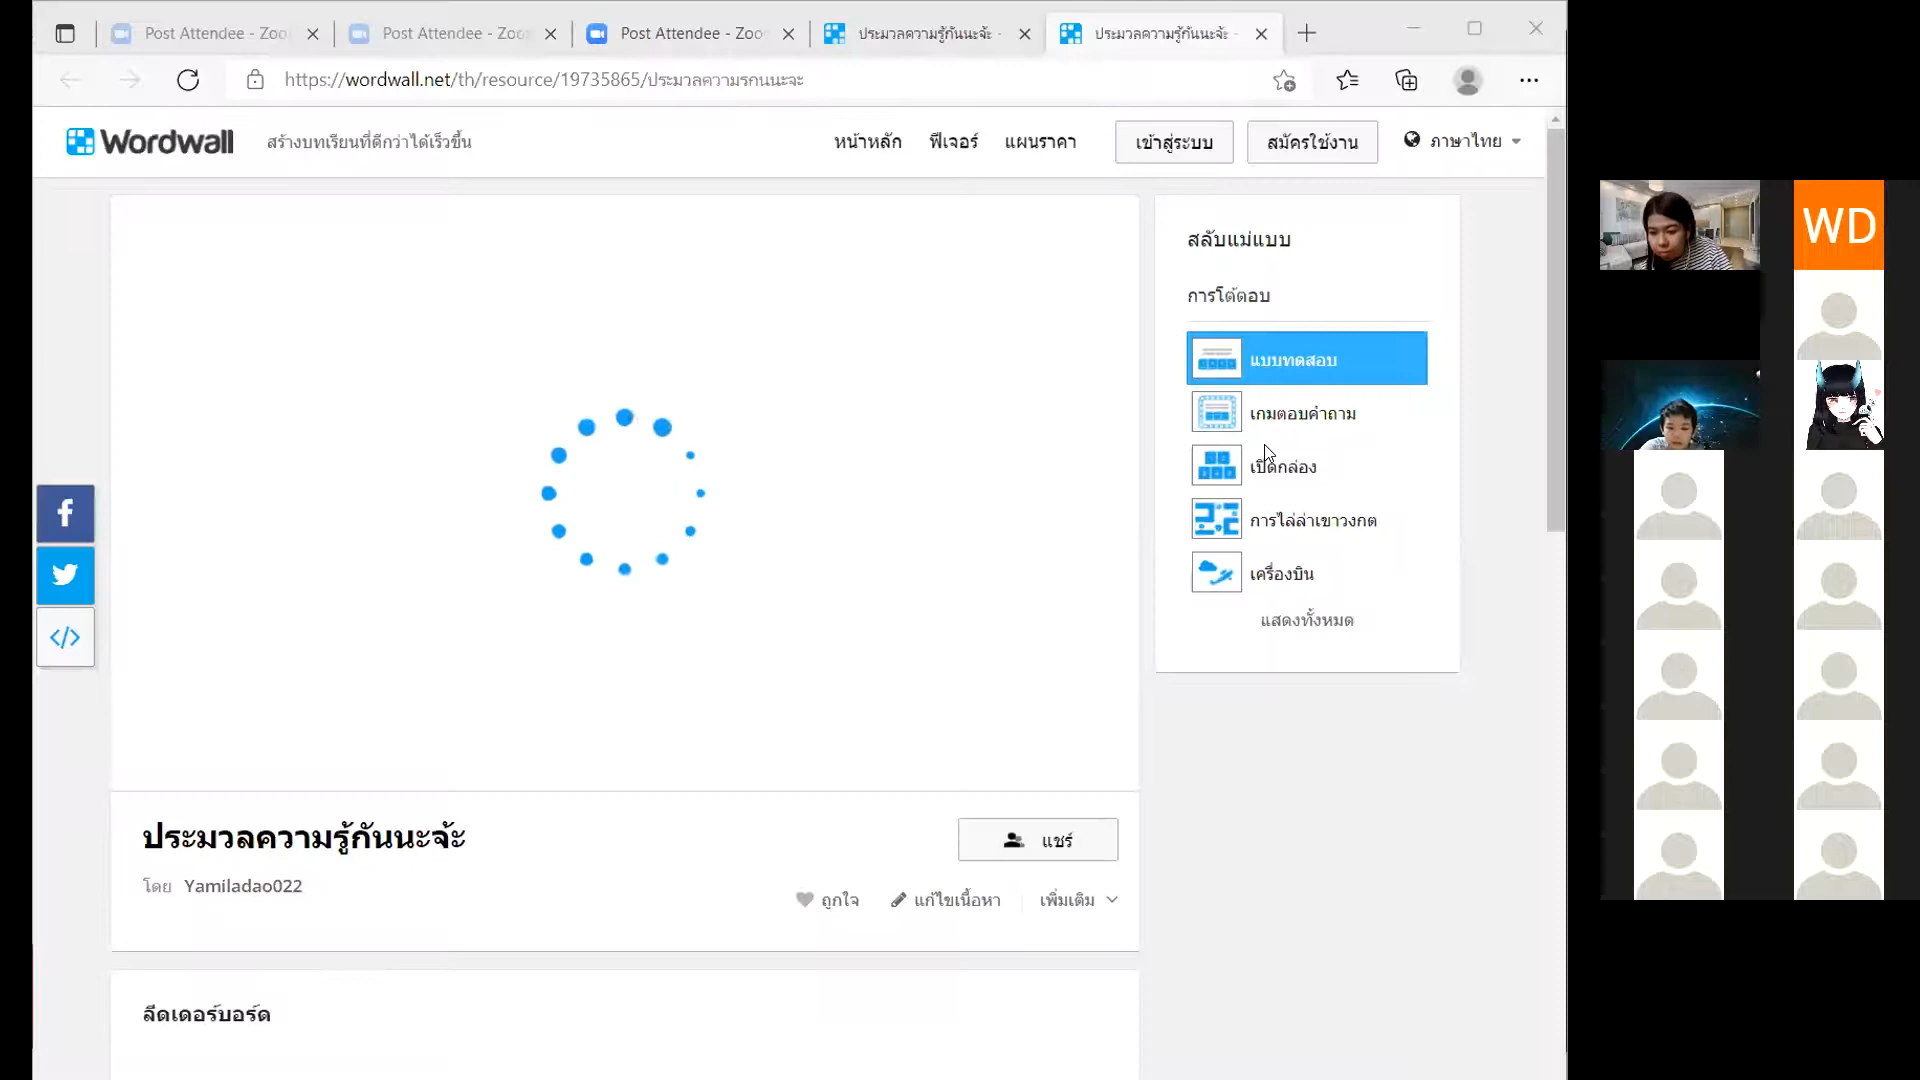 Post Attendee - Zoo
Post Attendee - Zoo
Post Attendee - Zoo
ประมวลความรู้กันนะจ้ะ -
ประมวลความรู้กันนะจ้ะ -
https://wordwall.net/th/resource/19735865/ประมวลความรกนนะจะ
Wordwall
สร้างบทเรียนที่ดีกว่าได้เร็วขึ้น
หน้าหลัก
ฟีเจอร์
แผนราคา
เข้าสู่ระบบ
สมัครใช้งาน
ภาษาไทย
สลับแม่แบบ
การโต้ตอบ
แบบทดสอบ
เกมตอบคำถาม
เปิดกล่อง
การไล่ล่าเขาวงกต
เครื่องบิน
แสดงทั้งหมด
ประมวลความรู้กันนะจ้ะ
แชร์
โดย Yamiladao022
ถูกใจ
แก้ไขเนื้อหา
เพิ่มเติม
ลีดเดอร์บอร์ด
WD